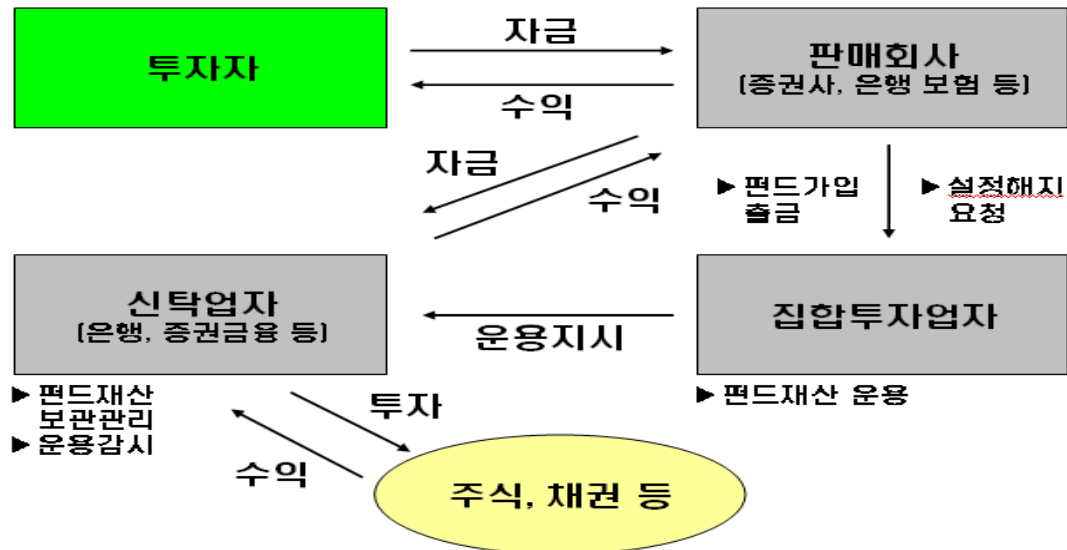 투자자
자금
수익
판매회사
(증권사, 은행 보험 등)
자금
수익
▶ 펀드가입
출금
▶ 설정해지
요청
신탁업자
(은행, 증권금융 등)
운용지시
집합투자업자
▶ 펀드재산
보관관리
▶ 운용감시
▶ 펀드재산 운용
투자
수익
주식, 채권 등